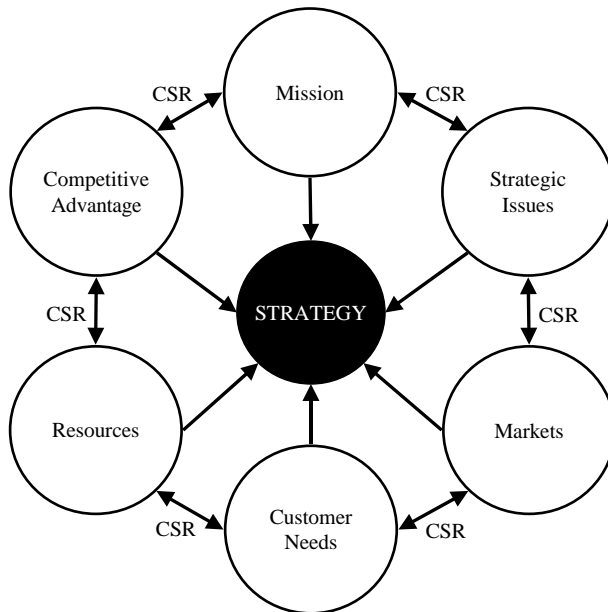 CSR
Mission
CSR
Competitive
Advantage
Strategic
Issues
CSR
STRATEGY
CSR
Resources
Markets
CSR
Customer
Needs
CSR